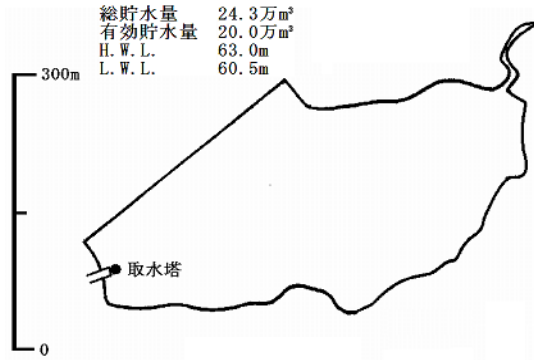 総貯水量 24.3万m³
有効貯水量 20.0万m³
H.W.L. 63.0m
L.W.L. 60.5m
300m
取水塔
0